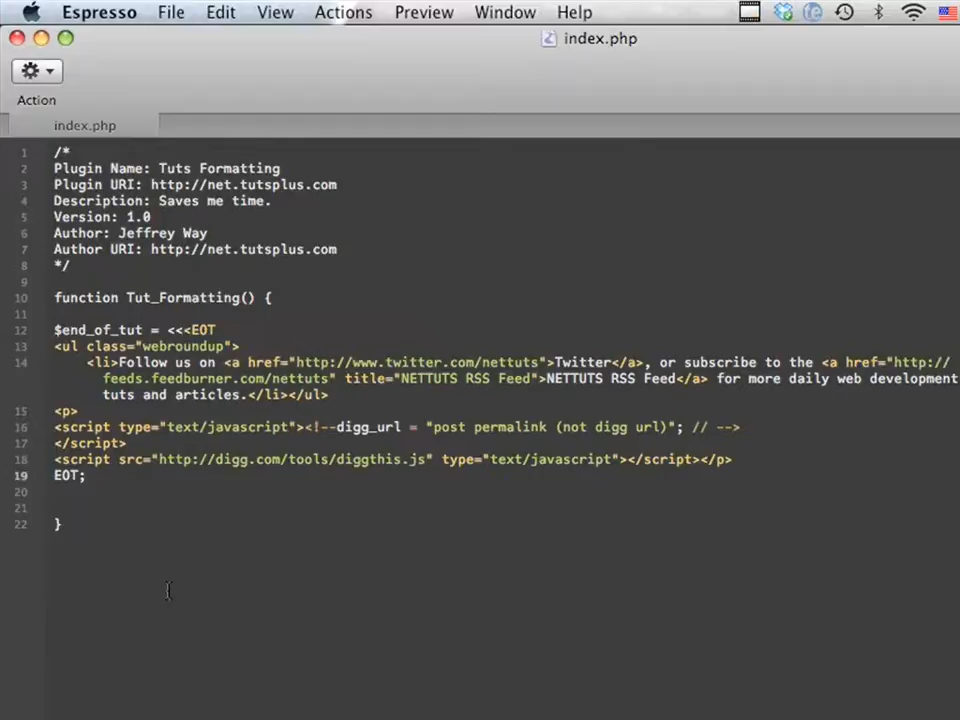 Espresso File Edit View Actions Preview Window Help
index.php
Action
index.php
1 /*
2 Plugin Name: Tuts Formatting
3 Plugin URI: http://net.tutsplus.com
4 Description: Saves me time.
5 Version: 1.0
6 Author: Jeffrey Way
7 Author URI: http://net.tutsplus.com
8 */
9
10 function Tut_Formatting() {
11
12 $end_of_tut = <<<EOT
13 <ul class="webroundup">
14 <li>Follow us on <a href="http://www.twitter.com/nettuts">Twitter</a>, or subscribe to the <a href="http://
feeds.feedburner.com/nettuts" title="NETTUTS RSS Feed">NETTUTS RSS Feed</a> for more daily web development
tuts and articles.</li></ul>
15 <p>
16 <script type="text/javascript"><!--digg_url = "post permalink (not digg url)"; // -->
17 </script>
18 <script src="http://digg.com/tools/diggthis.js" type="text/javascript"></script></p>
19 EOT;
20
21
22 }